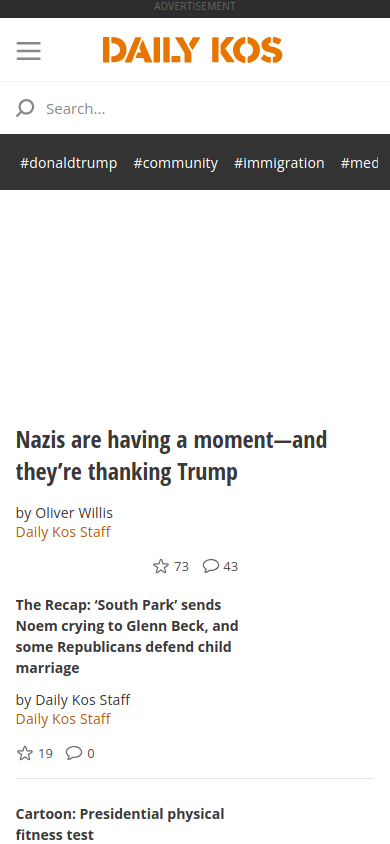 ADVERTISEMENT
DAILY KOS
Search...
#donaldtrump #community #immigration #med
Nazis are having a moment—and
they’re thanking Trump
by Oliver Willis
Daily Kos Staff
73 43
The Recap: ‘South Park’ sends
Noem crying to Glenn Beck, and
some Republicans defend child
marriage
by Daily Kos Staff
Daily Kos Staff
19 0
Cartoon: Presidential physical
fitness test